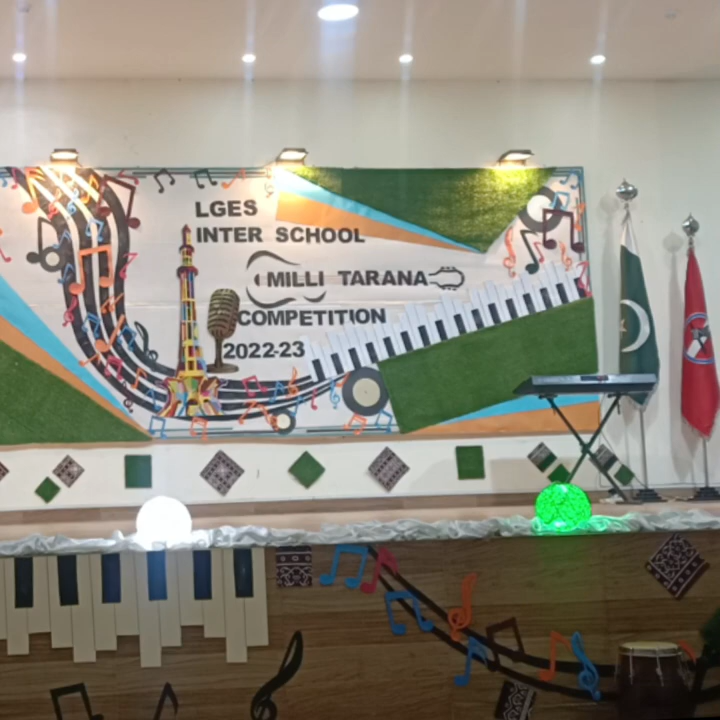 LGES
INTER SCHOOL
MILLI TARANA
COMPETITION
2022-23